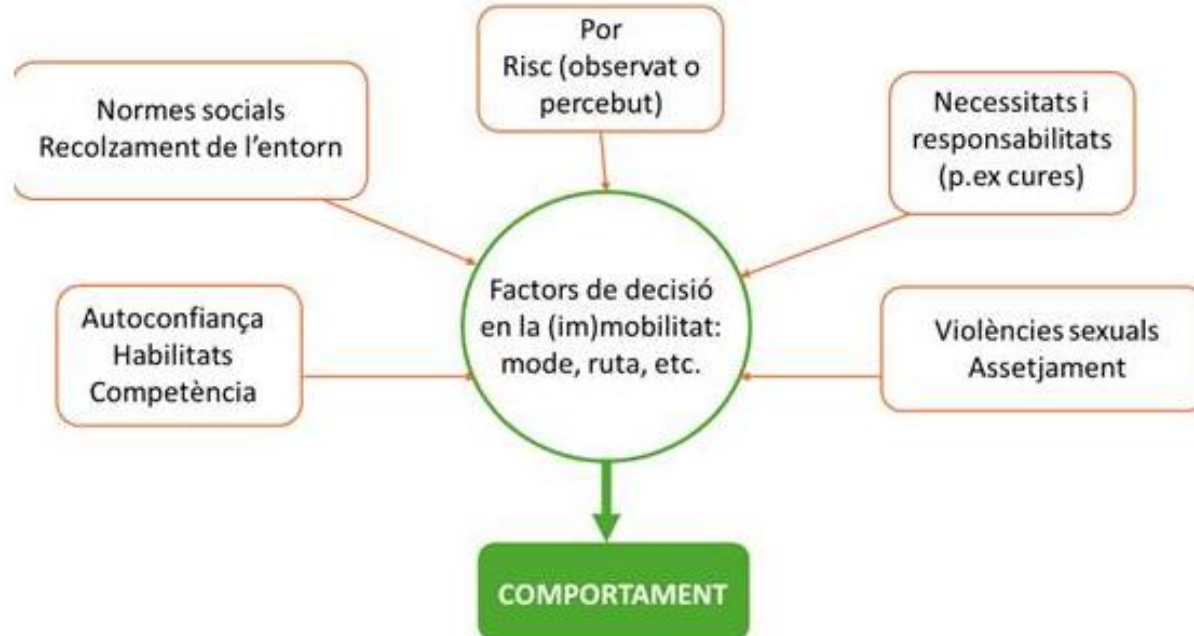 Por
Risc (observat o
percebut)
Normes socials
Recolzament de l'entorn
Necessitats i
responsabilitats
(p.ex cures)
Factors de decisió
en la (im)mobilitat:
mode, ruta, etc.
Autoconfiança
Habilitats
Competència
Violències sexuals
Assetjament
COMPORTAMENT